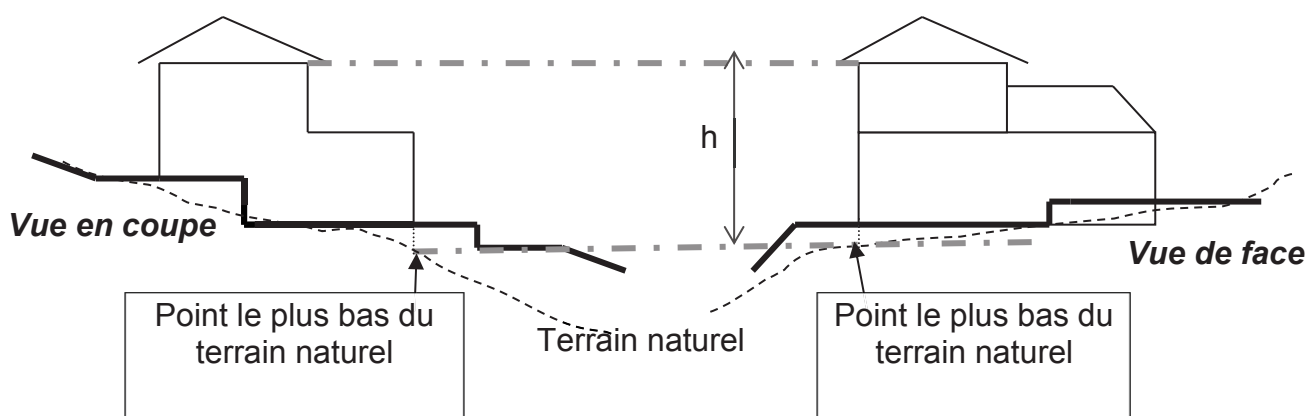 h
Vue en coupe
Vue de face
Point le plus bas du
terrain naturel
Terrain naturel
Point le plus bas du
terrain naturel